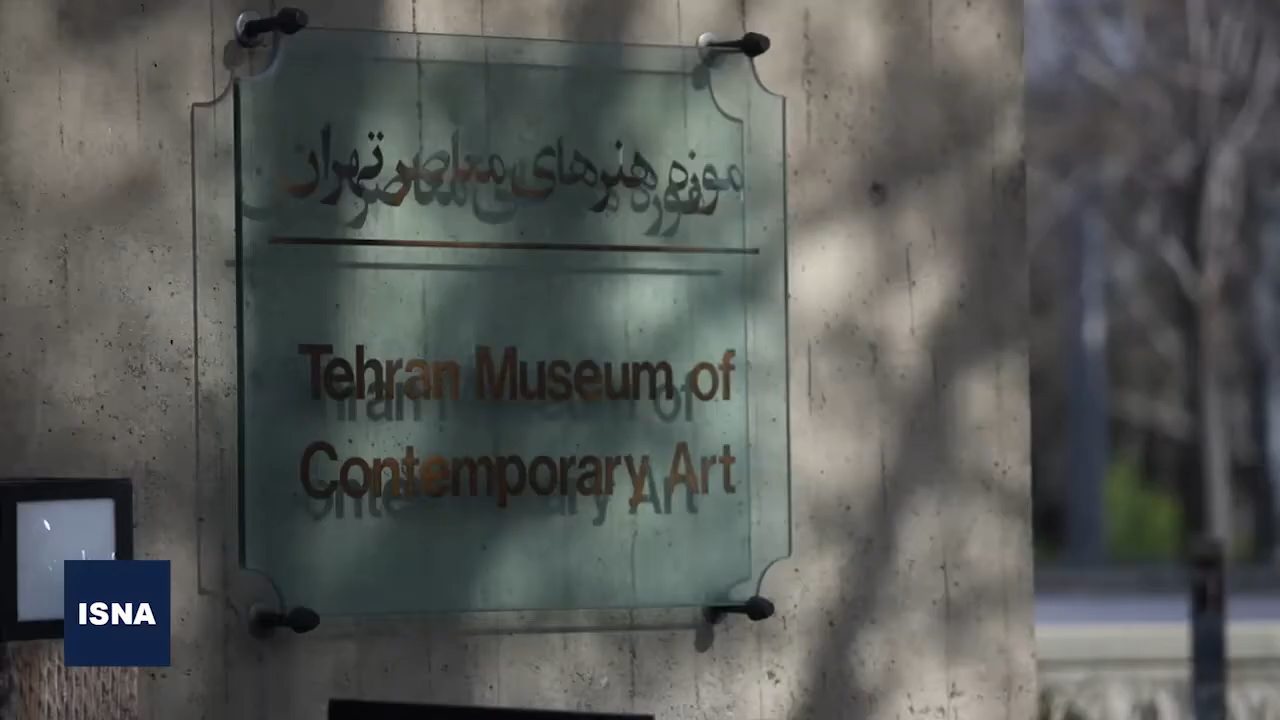 موزه هنرهای معاصر تهران
Tehran Museum of
Contemporary Art
ISNA